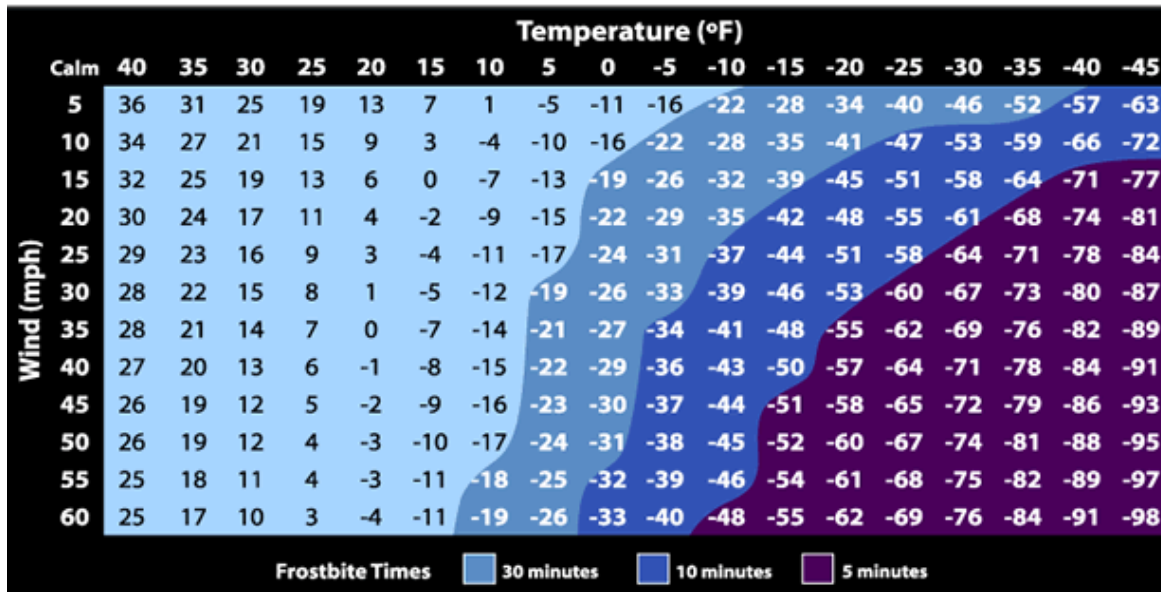 Temperature (ºF)
Calm 40 35 30 25 20 15 10 5 0 -5 -10 -15 -20 -25 -30 -35 -40 -45
Wind (mph)
5 36 31 25 19 13 7 1 -5 -11 -16 -22 -28 -34 -40 -46 -52 -57 -63
10 34 27 21 15 9 3 -4 -10 -16 -22 -28 -35 -41 -47 -53 -59 -66 -72
15 32 25 19 13 6 0 -7 -13 -19 -26 -32 -39 -45 -51 -58 -64 -71 -77
20 30 24 17 11 4 -2 -9 -15 -22 -29 -35 -42 -48 -55 -61 -68 -74 -81
25 29 23 16 9 3 -4 -11 -17 -24 -31 -37 -44 -51 -58 -64 -71 -78 -84
30 28 22 15 8 1 -5 -12 -19 -26 -33 -39 -46 -53 -60 -67 -73 -80 -87
35 28 21 14 7 0 -7 -14 -21 -27 -34 -41 -48 -55 -62 -69 -76 -82 -89
40 27 20 13 6 -1 -8 -15 -22 -29 -36 -43 -50 -57 -64 -71 -78 -84 -91
45 26 19 12 5 -2 -9 -16 -23 -30 -37 -44 -51 -58 -65 -72 -79 -86 -93
50 26 19 12 4 -3 -10 -17 -24 -31 -38 -45 -52 -60 -67 -74 -81 -88 -95
55 25 18 11 4 -3 -11 -18 -25 -32 -39 -46 -54 -61 -68 -75 -82 -89 -97
60 25 17 10 3 -4 -11 -19 -26 -33 -40 -48 -55 -62 -69 -76 -84 -91 -98
Frostbite Times 30 minutes 10 minutes 5 minutes